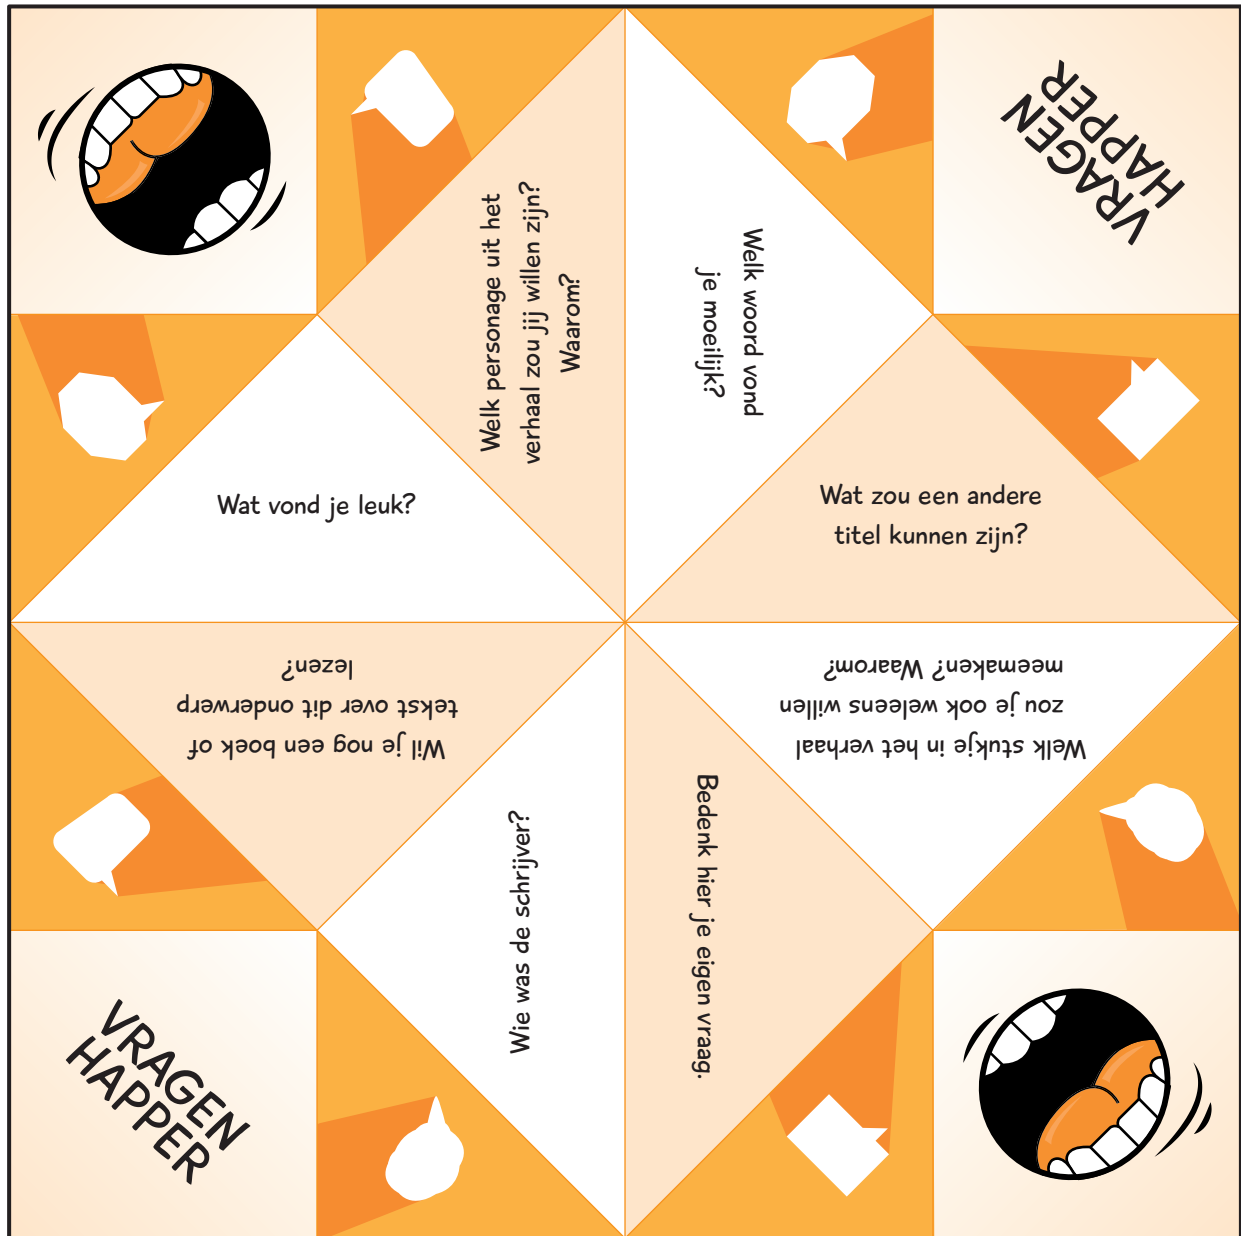 VRAGEN
HAPPER
Welk personage uit het
verhaal zou jij willen zijn?
Waarom?
Welk woord vond
je moeilijk?
Wat vond je leuk?
Wat zou een andere
titel kunnen zijn?
Wil je nog een boek of
tekst over dit onderwerp
lezen?
Welk stukje in het verhaal
zou je ook weleens willen
meemaken? Waarom?
Wie was de schrijver?
Bedenk hier je eigen vraag.
VRAGEN
HAPPER